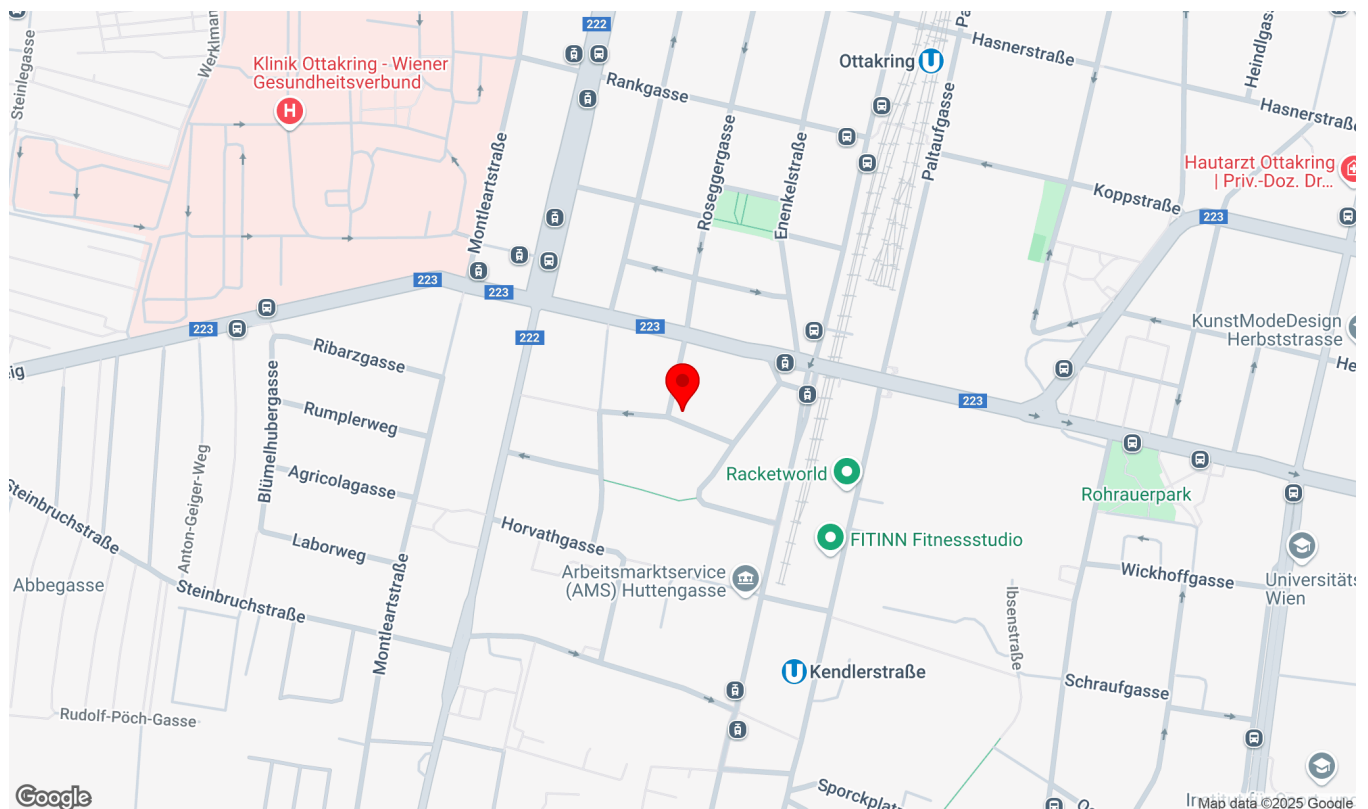 222
Steinlegasse
Werklmann
Klinik Ottakring - Wiener
Gesundheitsverbund
H
Ottakring
U
Hasnerstraße
Heindlgasse
Hasnerstraße
Rankgasse
Montleartstraße
Roseggergasse
Enenkelstraße
Paltaufgasse
Hautarzt Ottakring
| Priv.-Doz. Dr...
Koppstraße
223
223
223
223
222
223
223
KunstModeDesign
Herbststrasse
Ribarzgasse
Rumplerweg
Blümelhubergasse
Agricolagasse
Anton-Geiger-Weg
Steinbruchstraße
Laborweg
Horvathgasse
Racketworld
FITINN Fitnessstudio
Rohrauerpark
Arbeitsmarktservice
(AMS) Huttengasse
Wickhoffgasse
Universitäts
Wien
Abbegasse
Steinbruchstraße
Montleartstraße
Ibsenstraße
U
Kendlerstraße
Schraufgasse
Rudolf-Pöch-Gasse
Sporckplatz
Google
Map data ©2025 Google